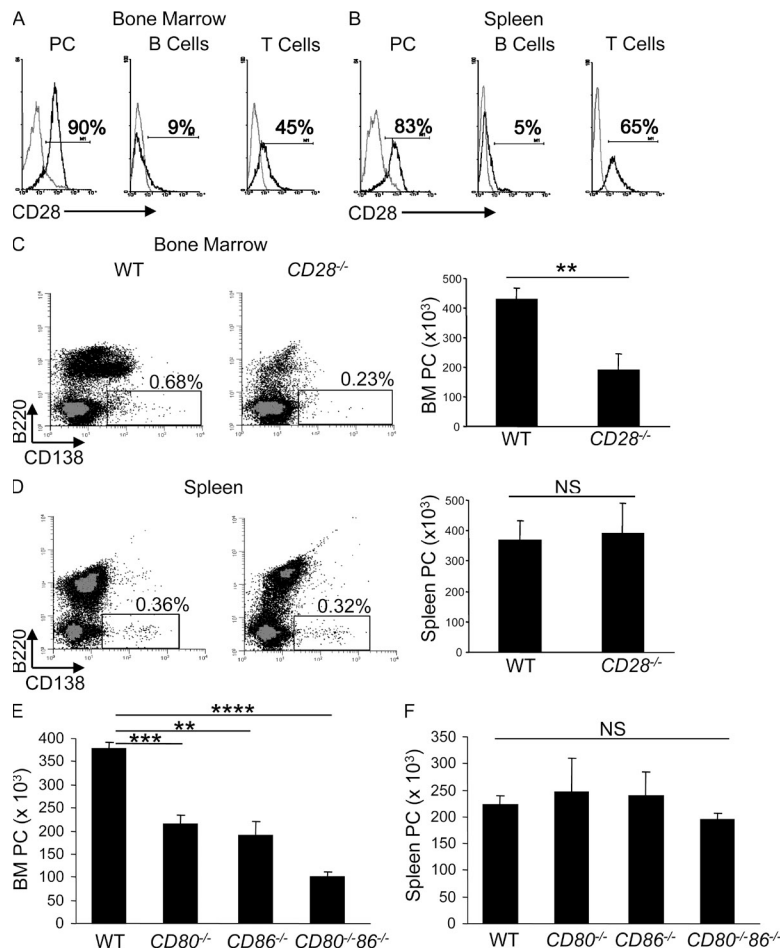 A Bone Marrow
PC B Cells T Cells
90% 9% 45%
M1
CD28
B Spleen
PC B Cells T Cells
83% 5% 65%
M1 M1 M1
CD28
C Bone Marrow
WT CD28-/-
0.68% 0.23%
B220
CD138
**
BM PC (x10³)
500
400
300
200
100
0
WT CD28-/-
D Spleen
0.36% 0.32%
B220
CD138
NS
Spleen PC (x10³)
500
400
300
200
100
0
WT CD28-/-
E
****
**
***
BM PC (x 10³)
400
350
300
250
200
150
100
50
0
WT CD80-/- CD86-/- CD80-/-86-/-
F
NS
Spleen PC (x 10³)
350
300
250
200
150
100
50
0
WT CD80-/- CD86-/- CD80-/-86-/-